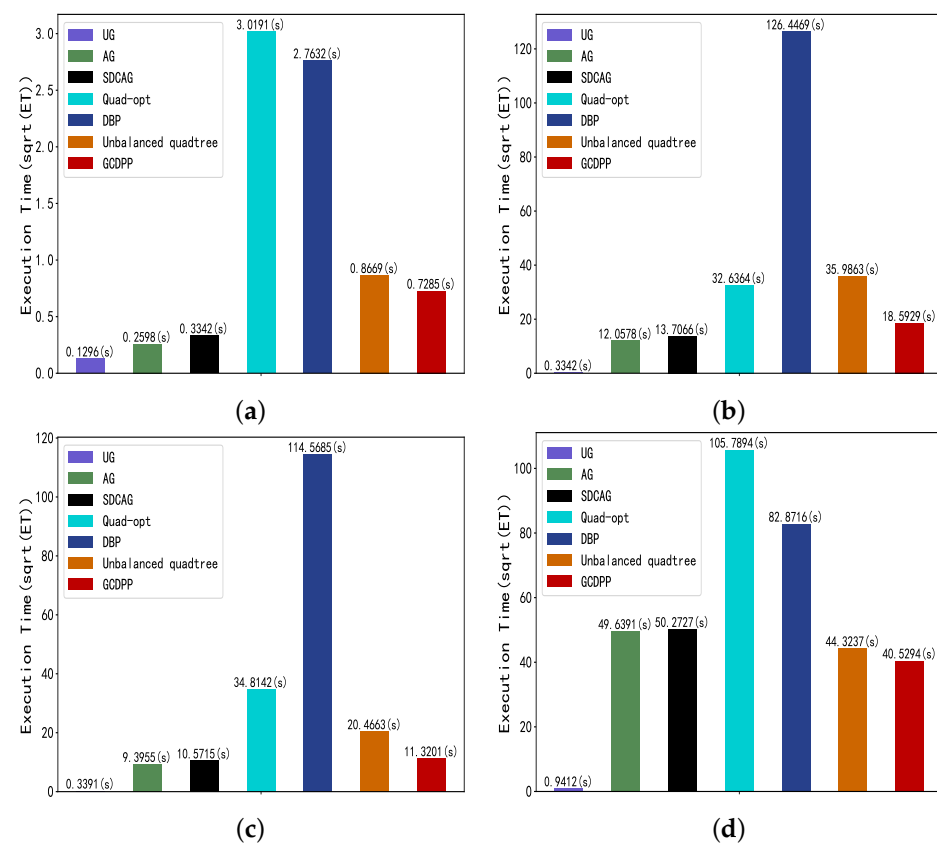 Execution Time(sqrt(ET))
3.0
2.5
2.0
1.5
1.0
0.5
0.0
UG
AG
SDCAG
Quad-opt
DBP
Unbalanced quadtree
GCDPP
0.1296(s)
0.2598(s)
0.3342(s)
3.0191(s)
2.7632(s)
0.8669(s)
0.7285(s)
(a)
Execution Time(sqrt(ET))
120
100
80
60
40
20
0
UG
AG
SDCAG
Quad-opt
DBP
Unbalanced quadtree
GCDPP
0.3342(s)
12.0578(s)
13.7066(s)
32.6364(s)
126.4469(s)
35.9863(s)
18.5929(s)
(b)
Execution Time(sqrt(ET))
120
100
80
60
40
20
0
UG
AG
SDCAG
Quad-opt
DBP
Unbalanced quadtree
GCDPP
0.3391(s)
9.3955(s)
10.5715(s)
34.8142(s)
114.5685(s)
20.4663(s)
11.3201(s)
(c)
Execution Time(sqrt(ET))
100
80
60
40
20
0
UG
AG
SDCAG
Quad-opt
DBP
Unbalanced quadtree
GCDPP
0.9412(s)
49.6391(s)
50.2727(s)
105.7894(s)
82.8716(s)
44.3237(s)
40.5294(s)
(d)